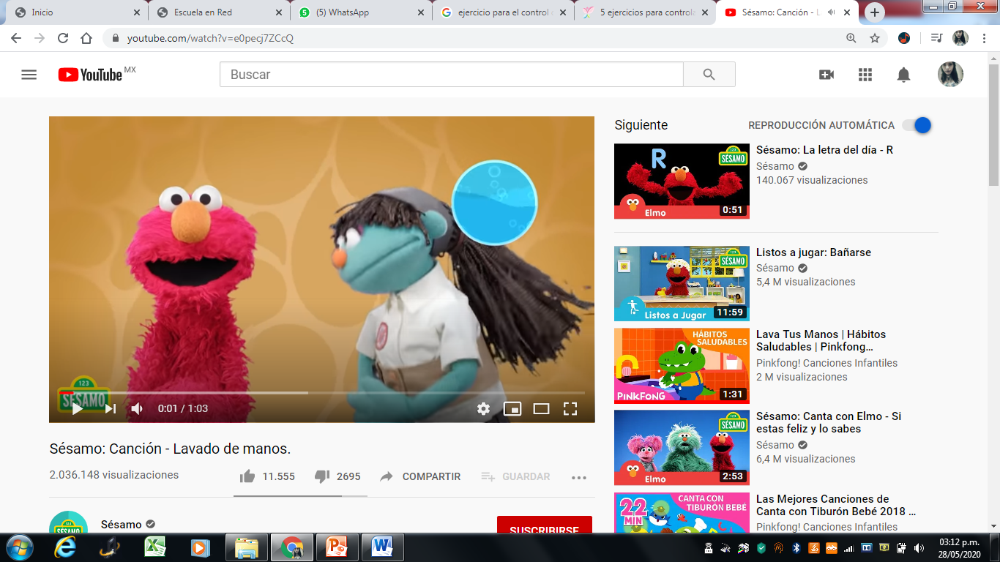 Inicio
Escuela en Red
(5) WhatsApp
ejercicio para el control
5 ejercicios para controla
Sésamo: Canción - L
youtube.com/watch?v=e0pecj7ZCcQ
YouTube MX
Buscar
123
SÉSAMO
0:01 / 1:03
Sésamo: Canción - Lavado de manos.
2.036.148 visualizaciones
11.555
2695
COMPARTIR
GUARDAR
123
SÉSAMO
Sésamo
SUSCRIBIRSE
Siguiente
REPRODUCCIÓN AUTOMÁTICA
R
123
SÉSAMO
Elmo
0:51
Sésamo: La letra del día - R
Sésamo
140.067 visualizaciones
123
SÉSAMO
Listos a Jugar
11:59
Listos a jugar: Bañarse
Sésamo
5,4 M visualizaciones
HÁBITOS
SALUDABLES
PINKFONG
1:31
Lava Tus Manos | Hábitos
Saludables | Pinkfong...
Pinkfong! Canciones Infantiles
2 M visualizaciones
123
SÉSAMO
Elmo
2:53
Sésamo: Canta con Elmo - Si
estas feliz y lo sabes
Sésamo
6,4 M visualizaciones
22
MIN
CANTA CON
TIBURÓN BEBÉ
Las Mejores Canciones de
Canta con Tiburón Bebé 2018 ...
Pinkfong! Canciones Infantiles
03:12 p.m.
28/05/2020